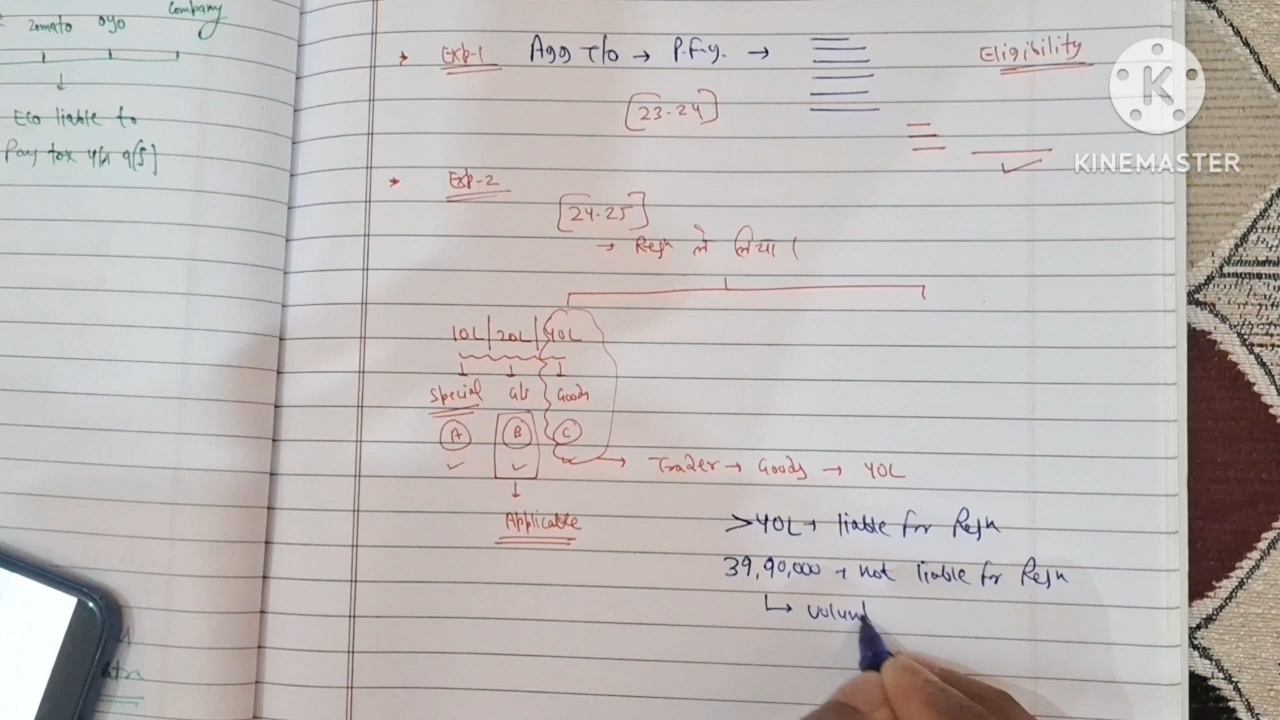 zomato oyo Company
Eco liable to
Pay tax u/s 9(5]
* Exp-1 Agg T/o → P.F.y. → Eligibility
[23-24]
K
KINEMASTER
* Exp-2
[24-25]
→ Regn ले लिया ।
10L | 20L | 40L
Special G/S Goods
A B C
Trader → Goods → 40L
Applicable
>40L → liable for Regn
39,90,000 → not liable for Regn
volun